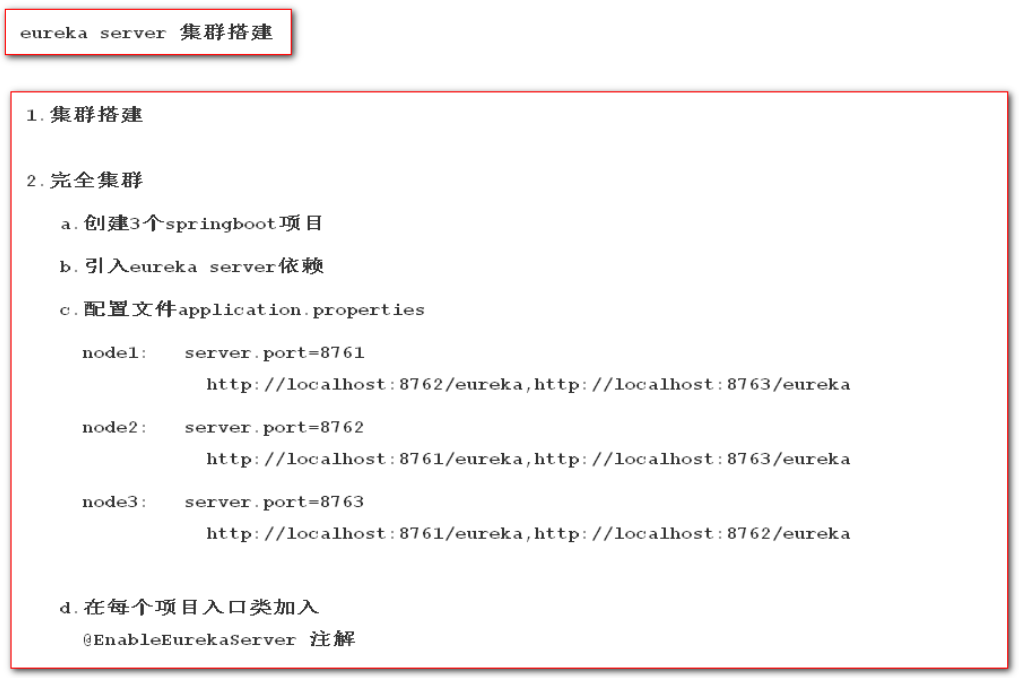 eureka server 集群搭建
1.集群搭建
2.完全集群
a.创建3个springboot项目
b.引入eureka server依赖
c.配置文件application.properties
node1: server.port=8761
http://localhost:8762/eureka,http://localhost:8763/eureka
node2: server.port=8762
http://localhost:8761/eureka,http://localhost:8763/eureka
node3: server.port=8763
http://localhost:8761/eureka,http://localhost:8762/eureka
d.在每个项目入口类加入
@EnableEurekaServer 注解